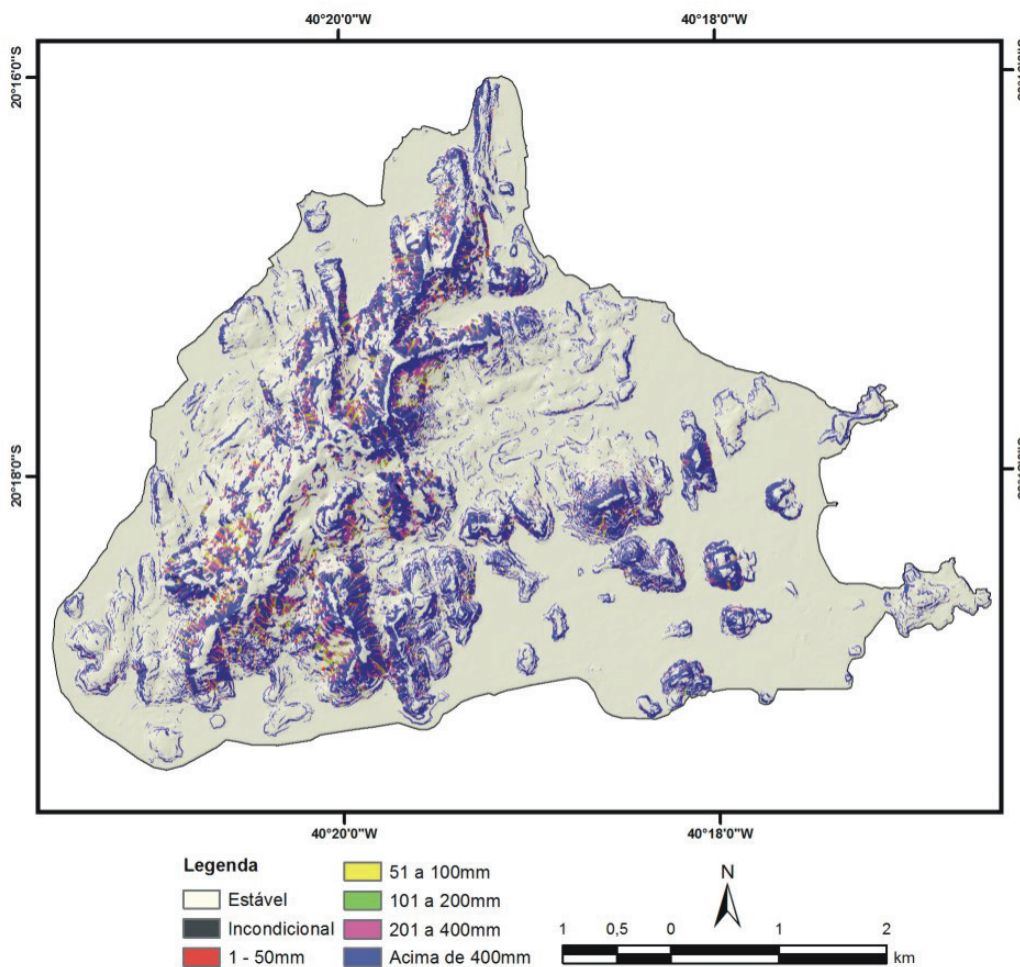 40°20'0"W 40°18'0"W
20°16'0"S
20°18'0"S
40°20'0"W 40°18'0"W
Legenda
Estável
Incondicional
1 - 50mm
51 a 100mm
101 a 200mm
201 a 400mm
Acima de 400mm
N
1 0,5 0 1 2
km